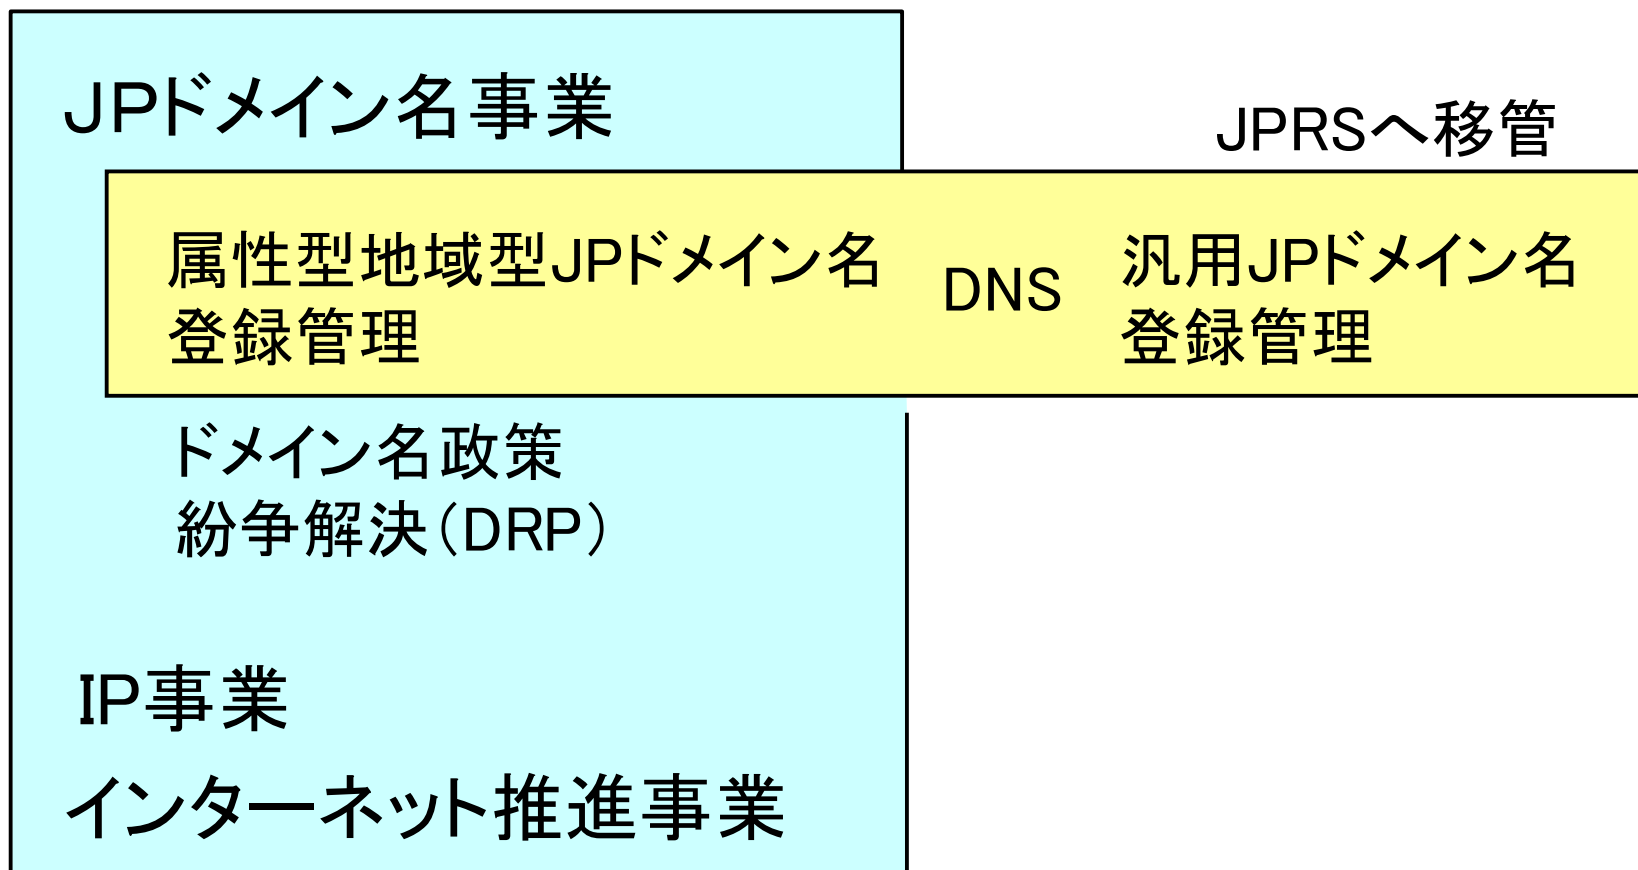 JPドメイン名事業
JPRSへ移管
属性型地域型JPドメイン名
登録管理
DNS
汎用JPドメイン名
登録管理
ドメイン名政策
紛争解決（DRP）
IP事業
インターネット推進事業